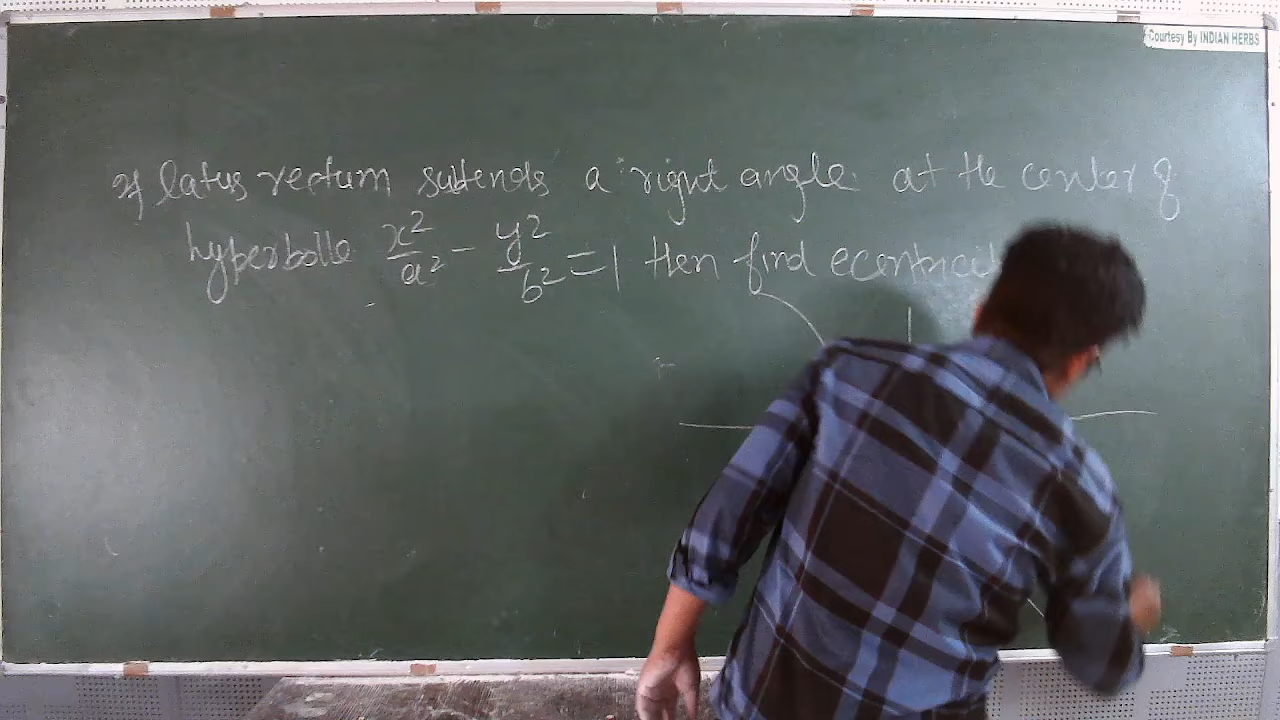 Courtesy By INDIAN HERBS
If latus rectum subtends a right angle at the center of
hyperbolle x²/a² - y²/b² = 1 then find